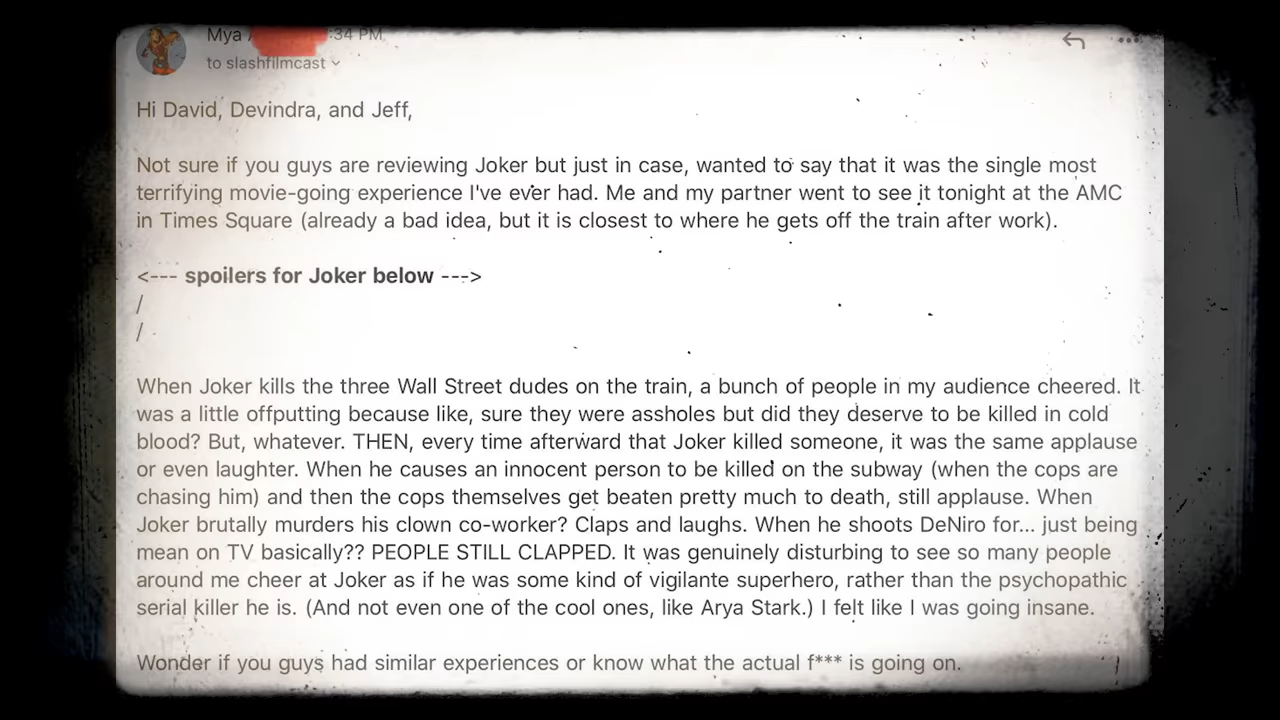 Mya :34 PM
to slashfilmcast
Hi David, Devindra, and Jeff,
Not sure if you guys are reviewing Joker but just in case, wanted to say that it was the single most
terrifying movie-going experience I've ever had. Me and my partner went to see it tonight at the AMC
in Times Square (already a bad idea, but it is closest to where he gets off the train after work).
<--- spoilers for Joker below --->
/
/
When Joker kills the three Wall Street dudes on the train, a bunch of people in my audience cheered. It
was a little offputting because like, sure they were assholes but did they deserve to be killed in cold
blood? But, whatever. THEN, every time afterward that Joker killed someone, it was the same applause
or even laughter. When he causes an innocent person to be killed on the subway (when the cops are
chasing him) and then the cops themselves get beaten pretty much to death, still applause. When
Joker brutally murders his clown co-worker? Claps and laughs. When he shoots DeNiro for... just being
mean on TV basically?? PEOPLE STILL CLAPPED. It was genuinely disturbing to see so many people
around me cheer at Joker as if he was some kind of vigilante superhero, rather than the psychopathic
serial killer he is. (And not even one of the cool ones, like Arya Stark.) I felt like I was going insane.
Wonder if you guys had similar experiences or know what the actual f*** is going on.